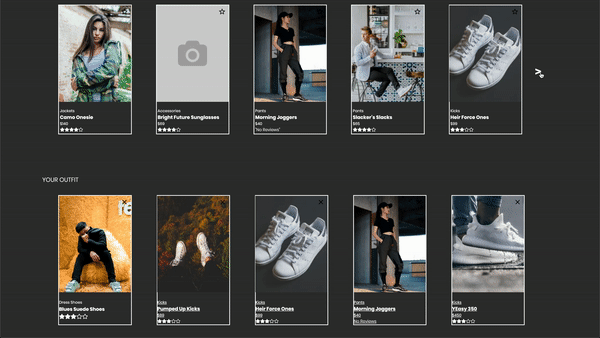 Jackets
Camo Onesie
$140
Accessories
Bright Future Sunglasses
$69
Pants
Morning Joggers
$40
"No Reviews"
Pants
Slacker's Slacks
$65
Kicks
Heir Force Ones
$99
>
YOUR OUTFIT
Dress Shoes
Blues Suede Shoes
Kicks
Pumped Up Kicks
$89
Kicks
Heir Force Ones
$99
Pants
Morning Joggers
$40
No Reviews
Kicks
YEasy 350
$450